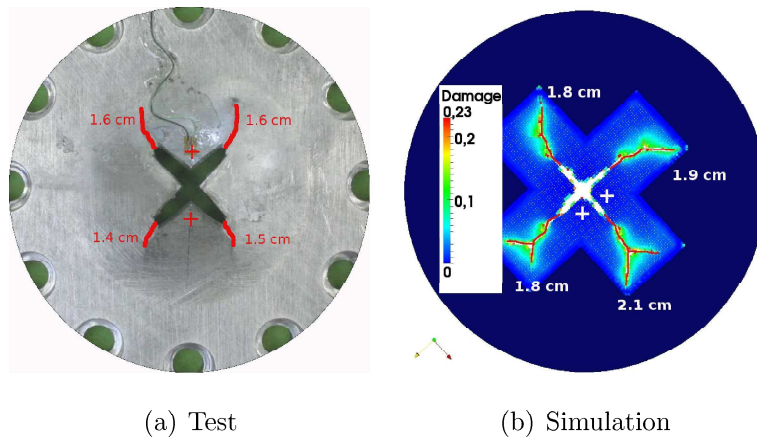 1.6 cm
1.6 cm
1.4 cm
1.5 cm
Damage
0,23
0,2
0,1
0
1.8 cm
1.9 cm
1.8 cm
2.1 cm
(a) Test
(b) Simulation